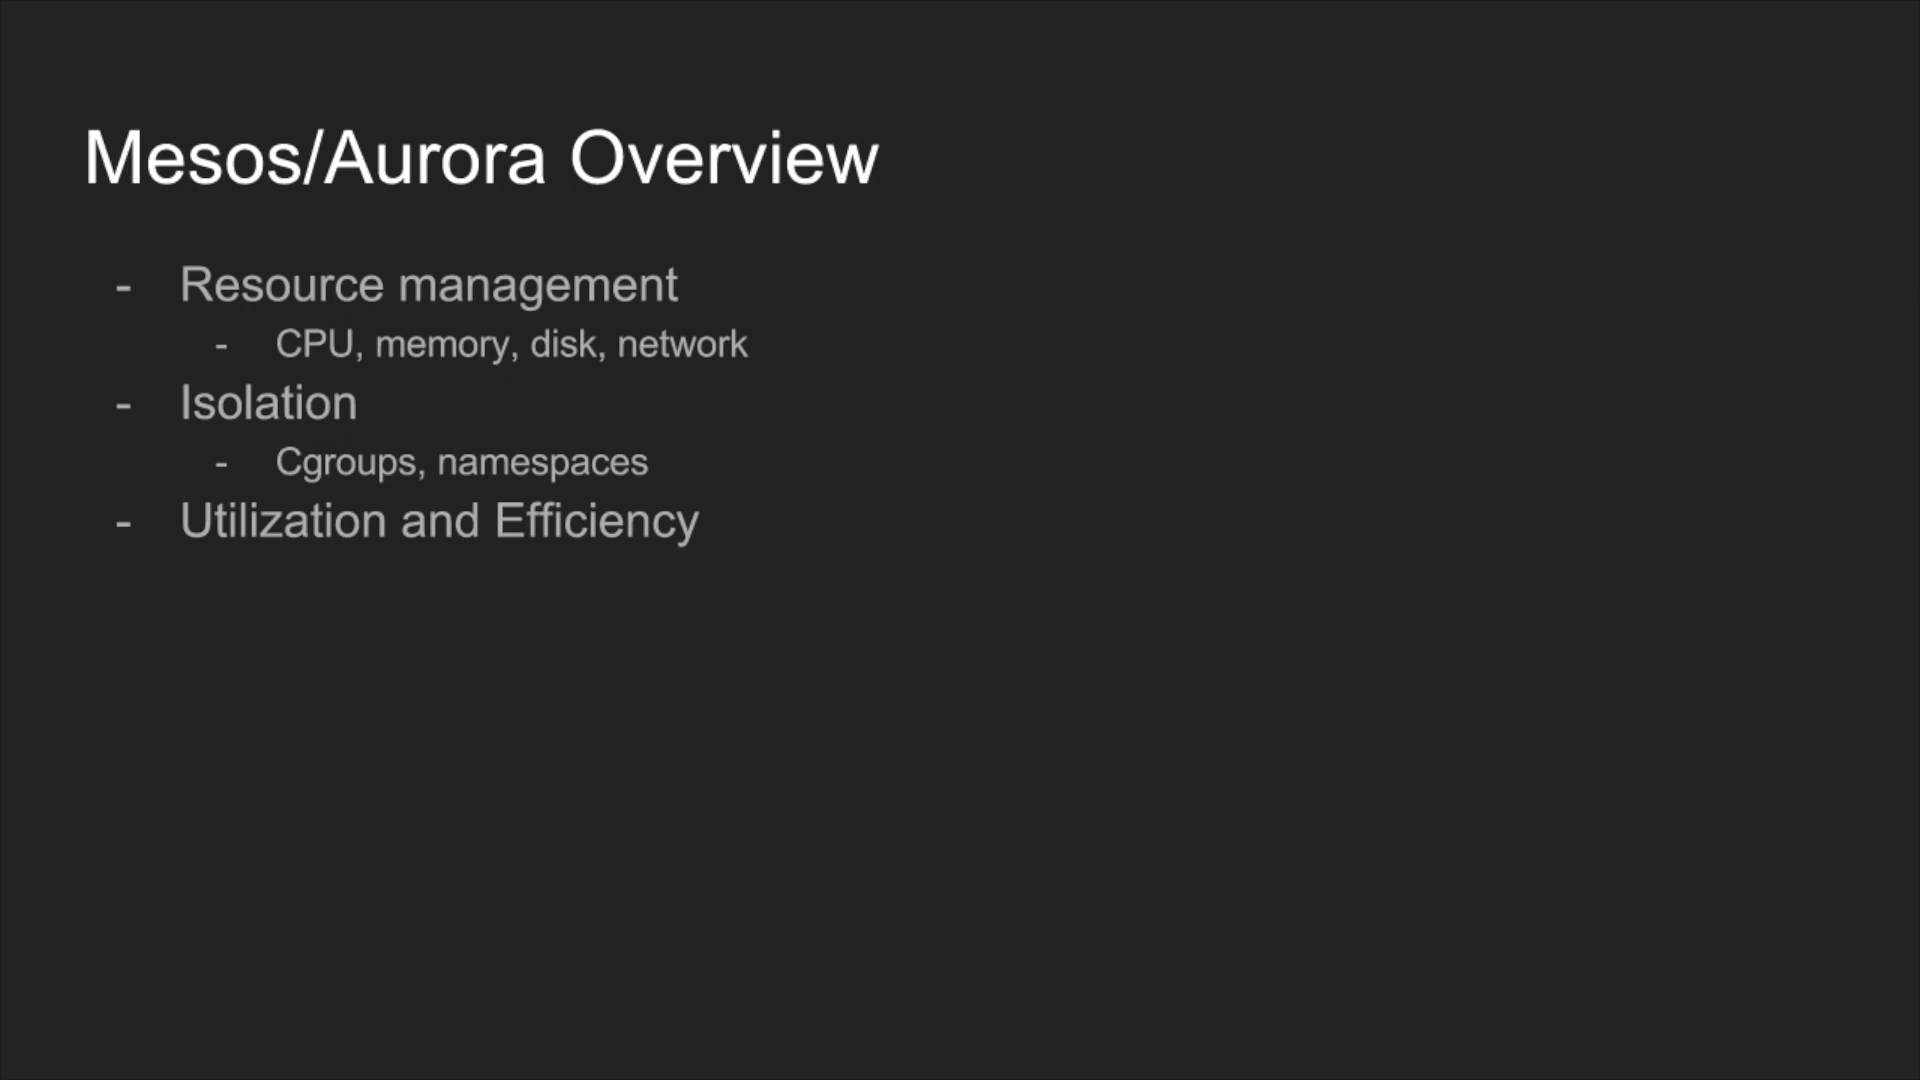 Mesos/Aurora Overview
- Resource management
- CPU, memory, disk, network
- Isolation
- Cgroups, namespaces
- Utilization and Efficiency